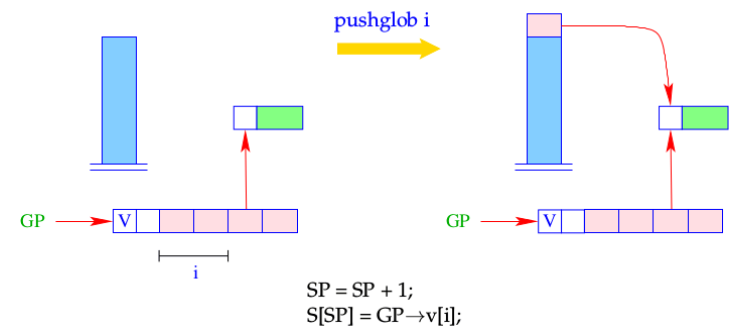 pushglob i
GP
V
i
GP
V
SP = SP + 1;
S[SP] = GP→v[i];